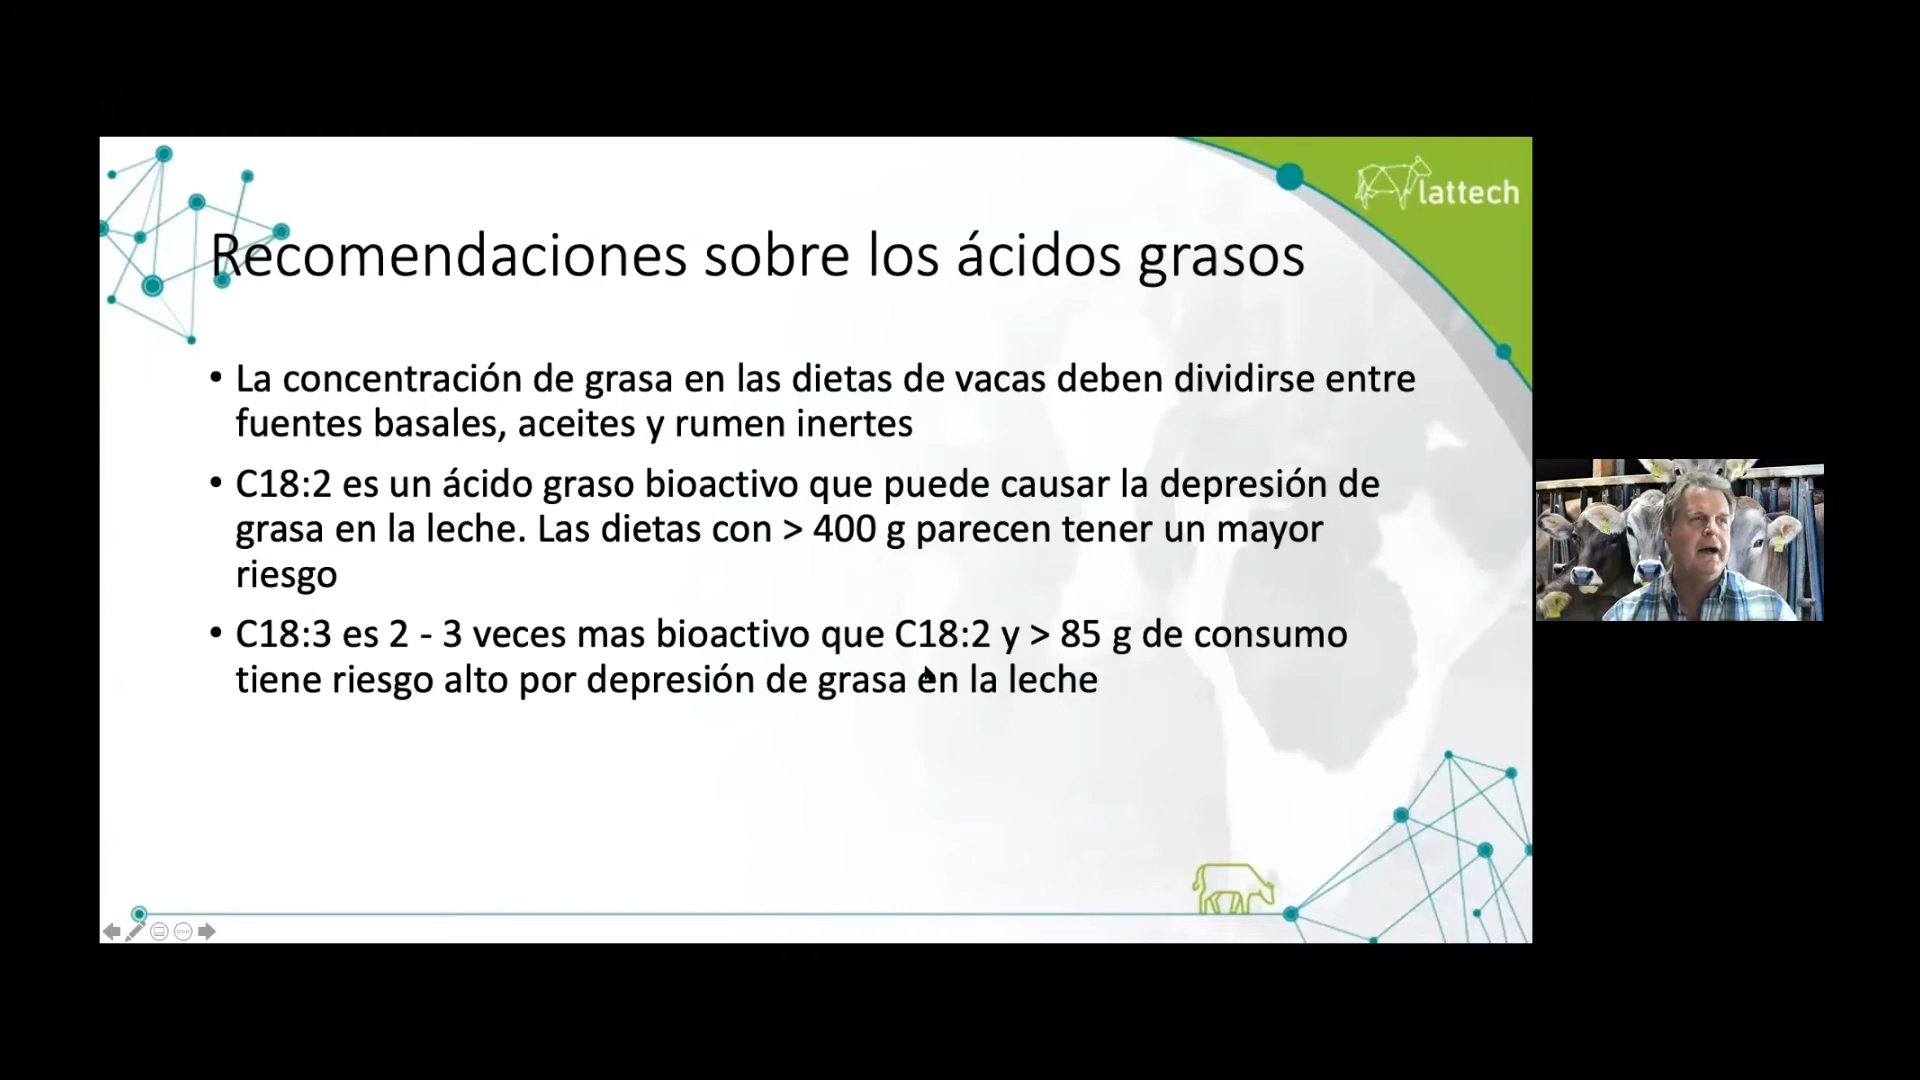 lattech
Recomendaciones sobre los ácidos grasos
• La concentración de grasa en las dietas de vacas deben dividirse entre
fuentes basales, aceites y rumen inertes
• C18:2 es un ácido graso bioactivo que puede causar la depresión de
grasa en la leche. Las dietas con > 400 g parecen tener un mayor
riesgo
• C18:3 es 2 - 3 veces mas bioactivo que C18:2 y > 85 g de consumo
tiene riesgo alto por depresión de grasa en la leche